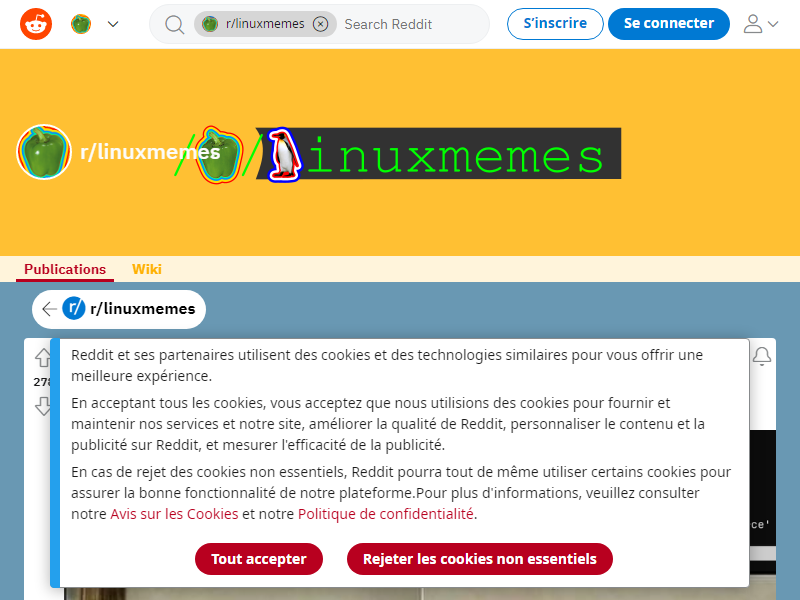 r/linuxmemes
Search Reddit
S’inscrire
Se connecter
r/linuxmemes
//inuxmemes
Publications
Wiki
r/linuxmemes
Reddit et ses partenaires utilisent des cookies et des technologies similaires pour vous offrir une
meilleure expérience.
278
En acceptant tous les cookies, vous acceptez que nous utilisions des cookies pour fournir et
maintenir nos services et notre site, améliorer la qualité de Reddit, personnaliser le contenu et la
publicité sur Reddit, et mesurer l'efficacité de la publicité.
En cas de rejet des cookies non essentiels, Reddit pourra tout de même utiliser certains cookies pour
assurer la bonne fonctionnalité de notre plateforme.Pour plus d'informations, veuillez consulter
notre Avis sur les Cookies et notre Politique de confidentialité.
ce'
Tout accepter
Rejeter les cookies non essentiels